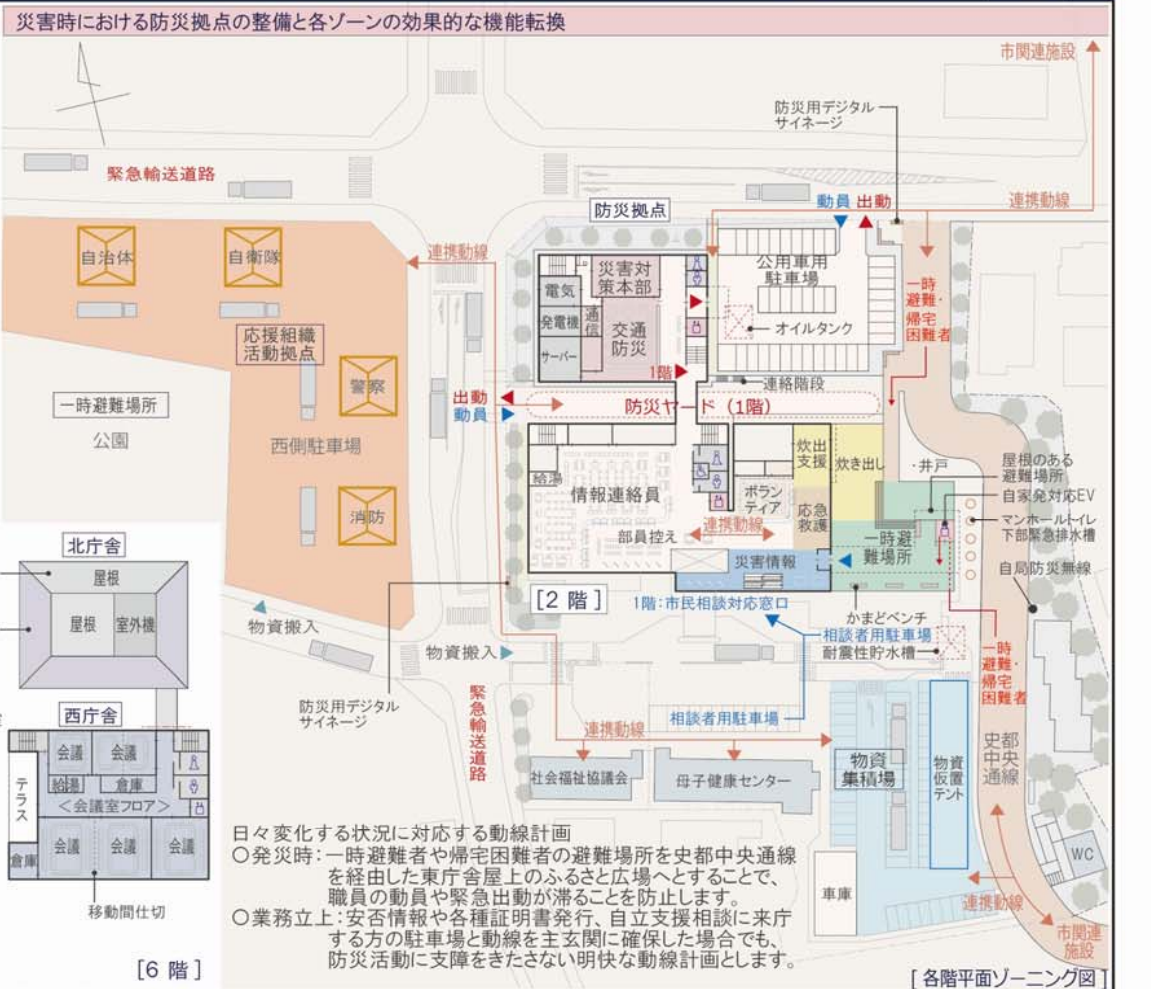 災害時における防災拠点の整備と各ゾーンの効果的な機能転換
市関連施設
防災用デジタル
サイネージ
緊急輸送道路
動員 出動
連携動線
防災拠点
自治体
自衛隊
連携動線
災害対
策本部
電気
発電機
通信
サーバー
交通
防災
公用車用
駐車場
オイルタンク
一時
避難・
帰宅
困難者
応援組織
活動拠点
警察
1階
連絡階段
出動
動員
防災ヤード(1階)
一時避難場所
公園
西側駐車場
消防
給湯
情報連絡員
部員控え
連携動線
ボラン
ティア
炊出
支援
炊き出し
応急
救護
・井戸
屋根のある
避難場所
自家発対応EV
マンホールトイレ
下部緊急排水槽
一時避
難場所
自局防災無線
災害情報
[2 階]
1階:市民相談対応窓口
かまどベンチ
相談者用駐車場
耐震性貯水槽
北庁舎
屋根
屋根
室外機
物資搬入
物資搬入
防災用デジタル
サイネージ
緊急輸送道路
一時
避難・
帰宅
困難者
相談者用駐車場
連携動線
西庁舎
会議
会議
給湯
倉庫
<会議室フロア>
テラス
倉庫
会議
会議
会議
移動間仕切
[6 階]
社会福祉協議会
母子健康センター
物資
集積場
物資
仮置
テント
史都
中央
通線
WC
車庫
連携動線
市関連
施設
日々変化する状況に対応する動線計画
○発災時:一時避難者や帰宅困難者の避難場所を史都中央通線
を経由した東庁舎屋上のふるさと広場へとすることで、
職員の動員や緊急出動が滞ることを防止します。
○業務立上:安否情報や各種証明書発行、自立支援相談に来庁
する方の駐車場と動線を主玄関に確保した場合でも、
防災活動に支障をきたさない明快な動線計画とします。
[各階平面ゾーニング図]